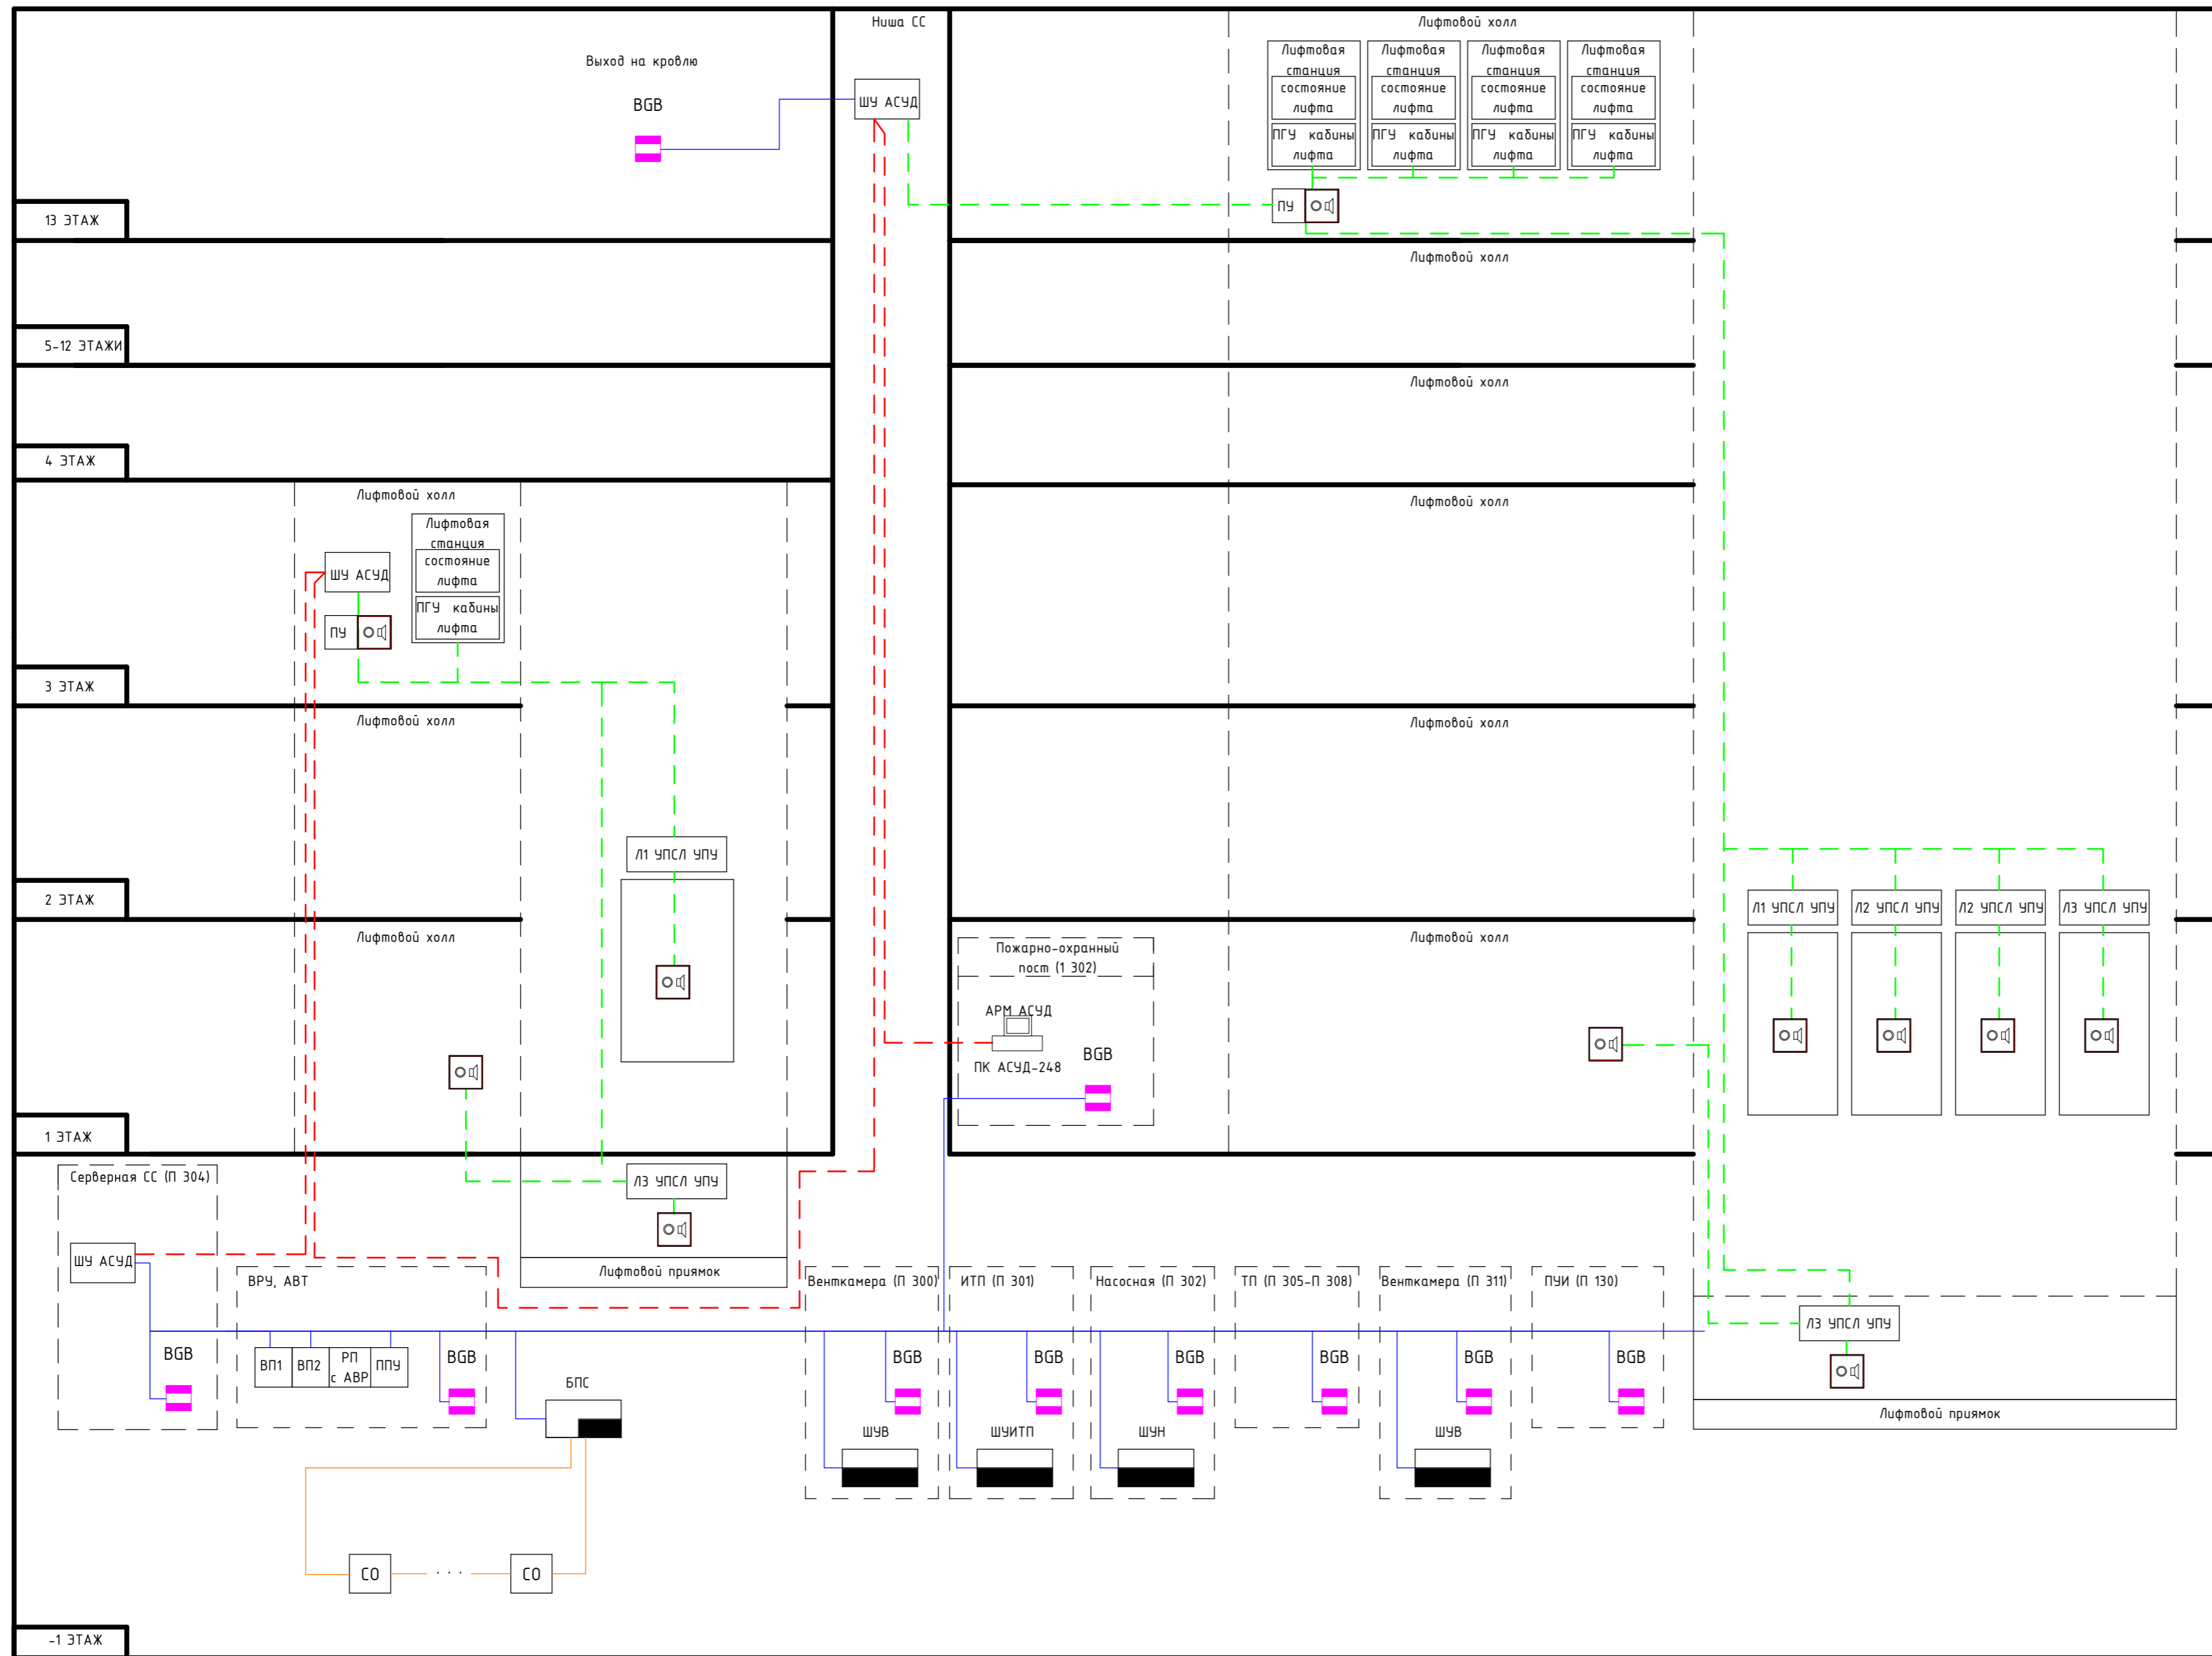 Ниша СС
Лифтовой холл
Выход на кровлю
BGB
ШУ АСУД
Лифтовая
станция
состояние
лифта
ПГУ кабины
лифта
Лифтовая
станция
состояние
лифта
ПГУ кабины
лифта
Лифтовая
станция
состояние
лифта
ПГУ кабины
лифта
Лифтовая
станция
состояние
лифта
ПГУ кабины
лифта
ПУ
13 ЭТАЖ
Лифтовой холл
5-12 ЭТАЖИ
Лифтовой холл
4 ЭТАЖ
Лифтовой холл
Лифтовой холл
Лифтовая
станция
состояние
лифта
ПГУ кабины
лифта
ШУ АСУД
ПУ
3 ЭТАЖ
Лифтовой холл
Лифтовой холл
Л1 УПСЛ УПУ
2 ЭТАЖ
Л1 УПСЛ УПУ
Л2 УПСЛ УПУ
Л2 УПСЛ УПУ
Л3 УПСЛ УПУ
Лифтовой холл
Пожарно-охранный
пост (1 302)
Лифтовой холл
АРМ АСУД
BGB
ПК АСУД-248
1 ЭТАЖ
Серверная СС (П 304)
Л3 УПСЛ УПУ
ШУ АСУД
Лифтовой приямок
ВРУ, АВТ
Венткамера (П 300)
ИТП (П 301)
Насосная (П 302)
ТП (П 305-П 308)
Венткамера (П 311)
ПУИ (П 130)
Л3 УПСЛ УПУ
BGB
ВП1
ВП2
РП
с АВР
ППУ
BGB
BGB
BGB
BGB
BGB
BGB
BGB
БПС
Лифтовой приямок
ШУВ
ШУИТП
ШУН
ШУВ
СО
· · ·
СО
-1 ЭТАЖ